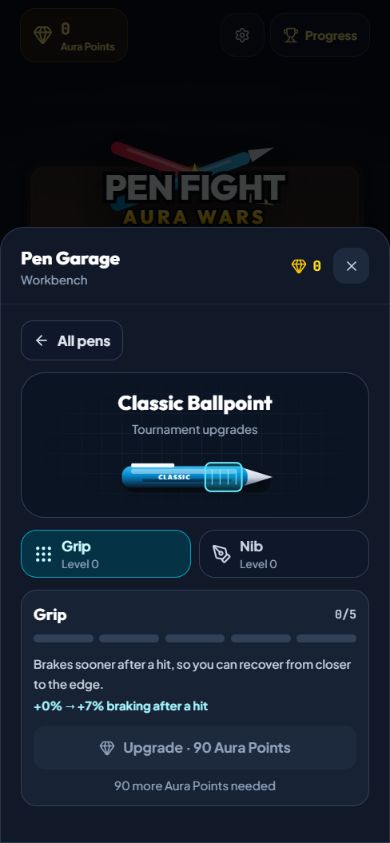 0
Aura Points
Progress
PEN FIGHT
AURA WARS
Pen Garage
Workbench
0
All pens
Classic Ballpoint
Tournament upgrades
CLASSIC
Grip
Level 0
Nib
Level 0
Grip
0/5
Brakes sooner after a hit, so you can recover from closer
to the edge.
+0% → +7% braking after a hit
Upgrade · 90 Aura Points
90 more Aura Points needed